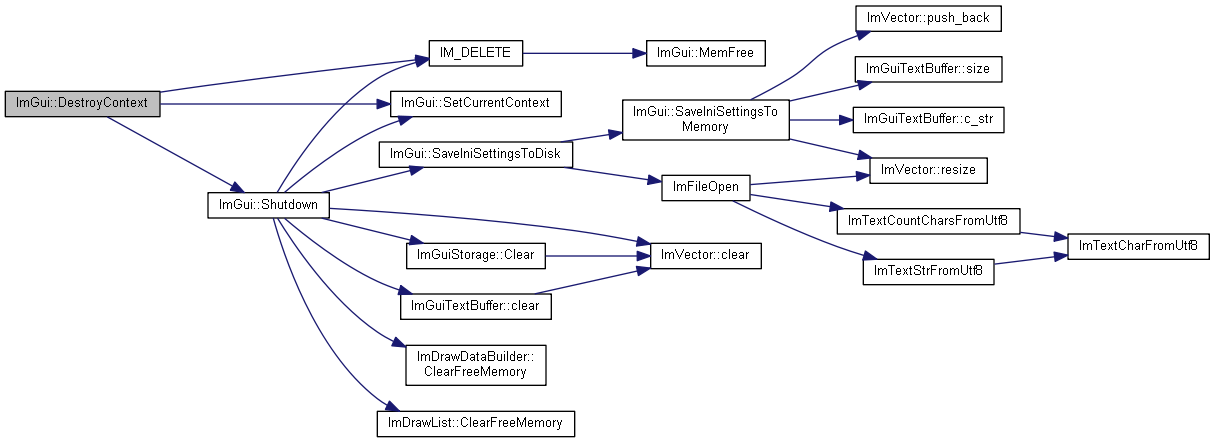 ImGui::DestroyContext
IM_DELETE
ImGui::MemFree
ImGui::SetCurrentContext
ImGui::Shutdown
ImGui::SaveIniSettingsToDisk
ImGui::SaveIniSettingsTo
Memory
ImVector::push_back
ImGuiTextBuffer::size
ImGuiTextBuffer::c_str
ImVector::resize
ImFileOpen
ImTextCountCharsFromUtf8
ImTextStrFromUtf8
ImTextCharFromUtf8
ImGuiStorage::Clear
ImVector::clear
ImGuiTextBuffer::clear
ImDrawDataBuilder::
ClearFreeMemory
ImDrawList::ClearFreeMemory